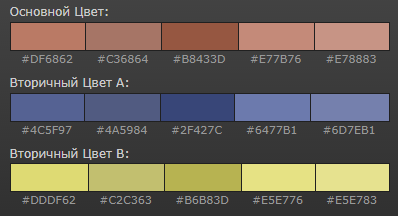 Основной Цвет:
#DF6862 #C36864 #B8433D #E77B76 #E78883
Вторичный Цвет A:
#4C5F97 #4A5984 #2F427C #6477B1 #6D7EB1
Вторичный Цвет B:
#DDDF62 #C2C363 #B6B83D #E5E776 #E5E783